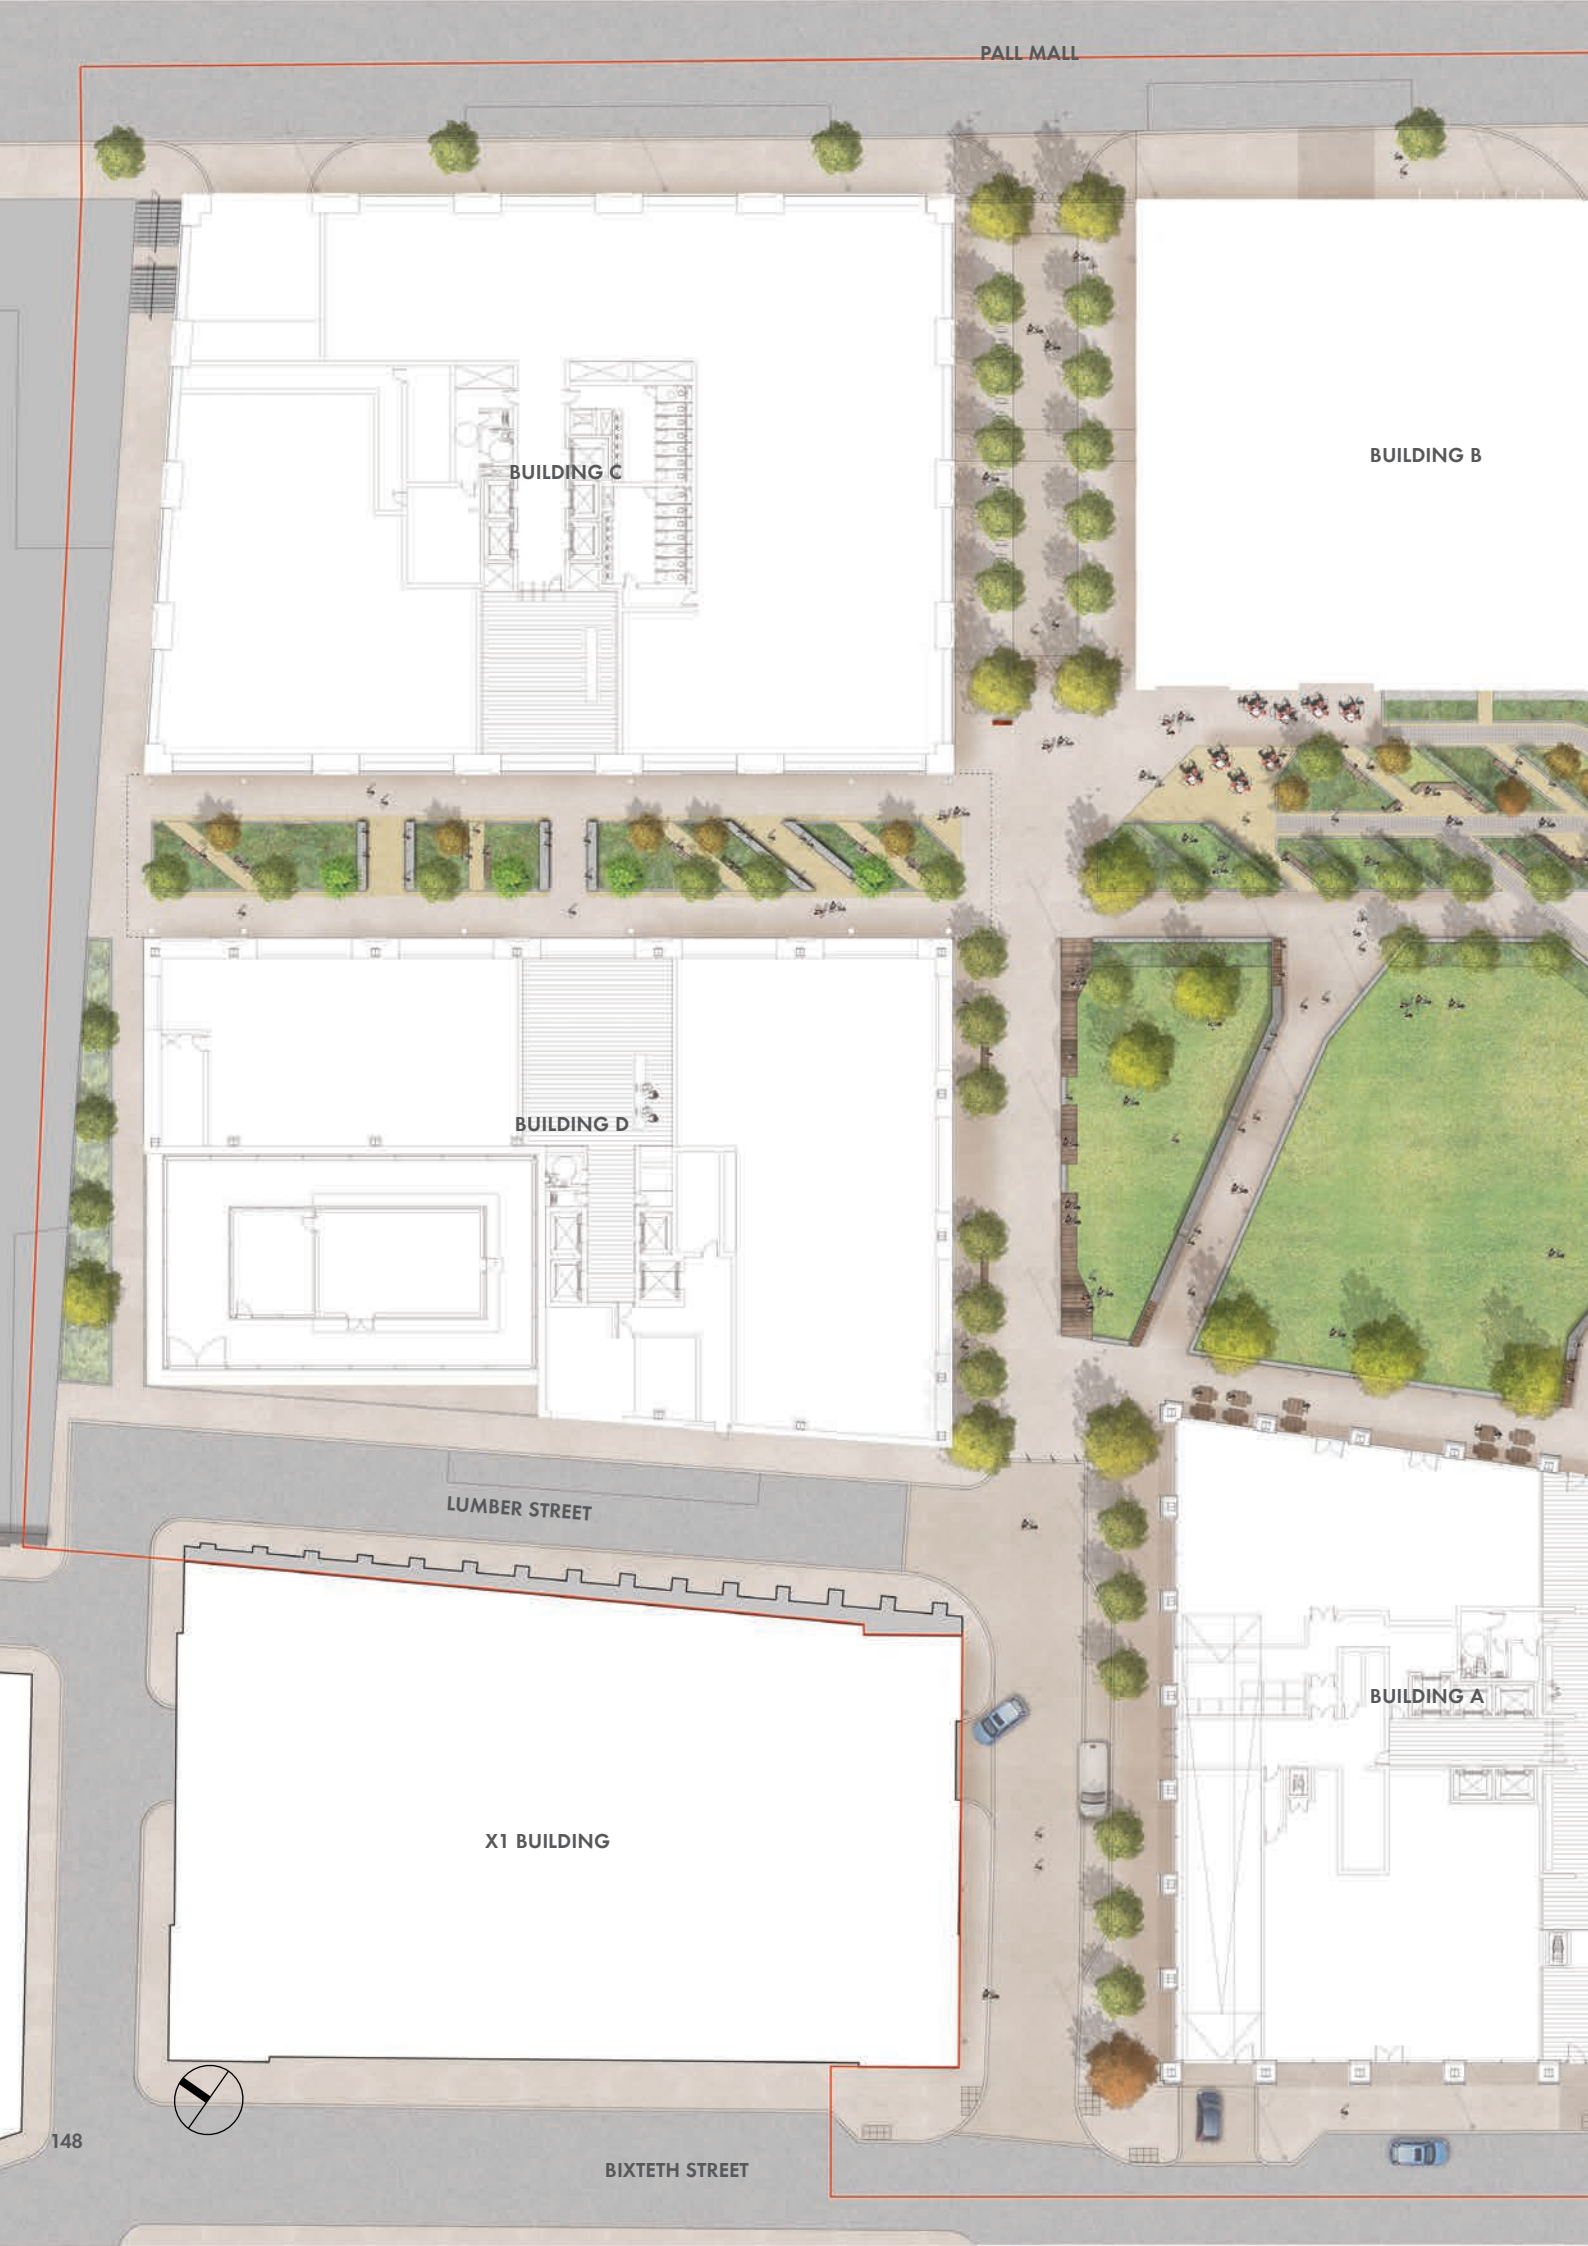 PALL MALL
BUILDING B
BUILDING C
BUILDING D
LUMBER STREET
BUILDING A
X1 BUILDING
148
BIXTETH STREET